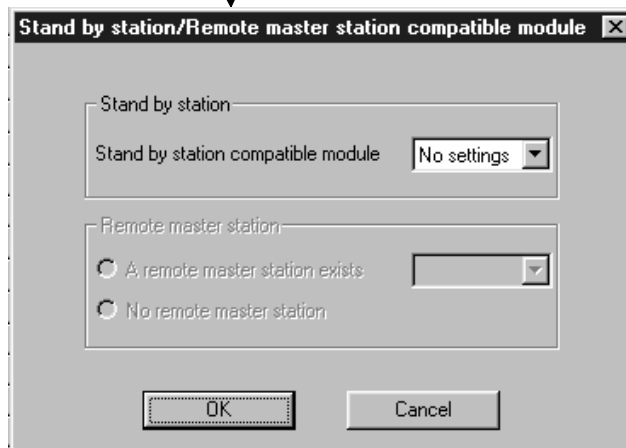 Stand by station/Remote master station compatible module
Stand by station
Stand by station compatible module No settings
Remote master station
A remote master station exists
No remote master station
OK Cancel